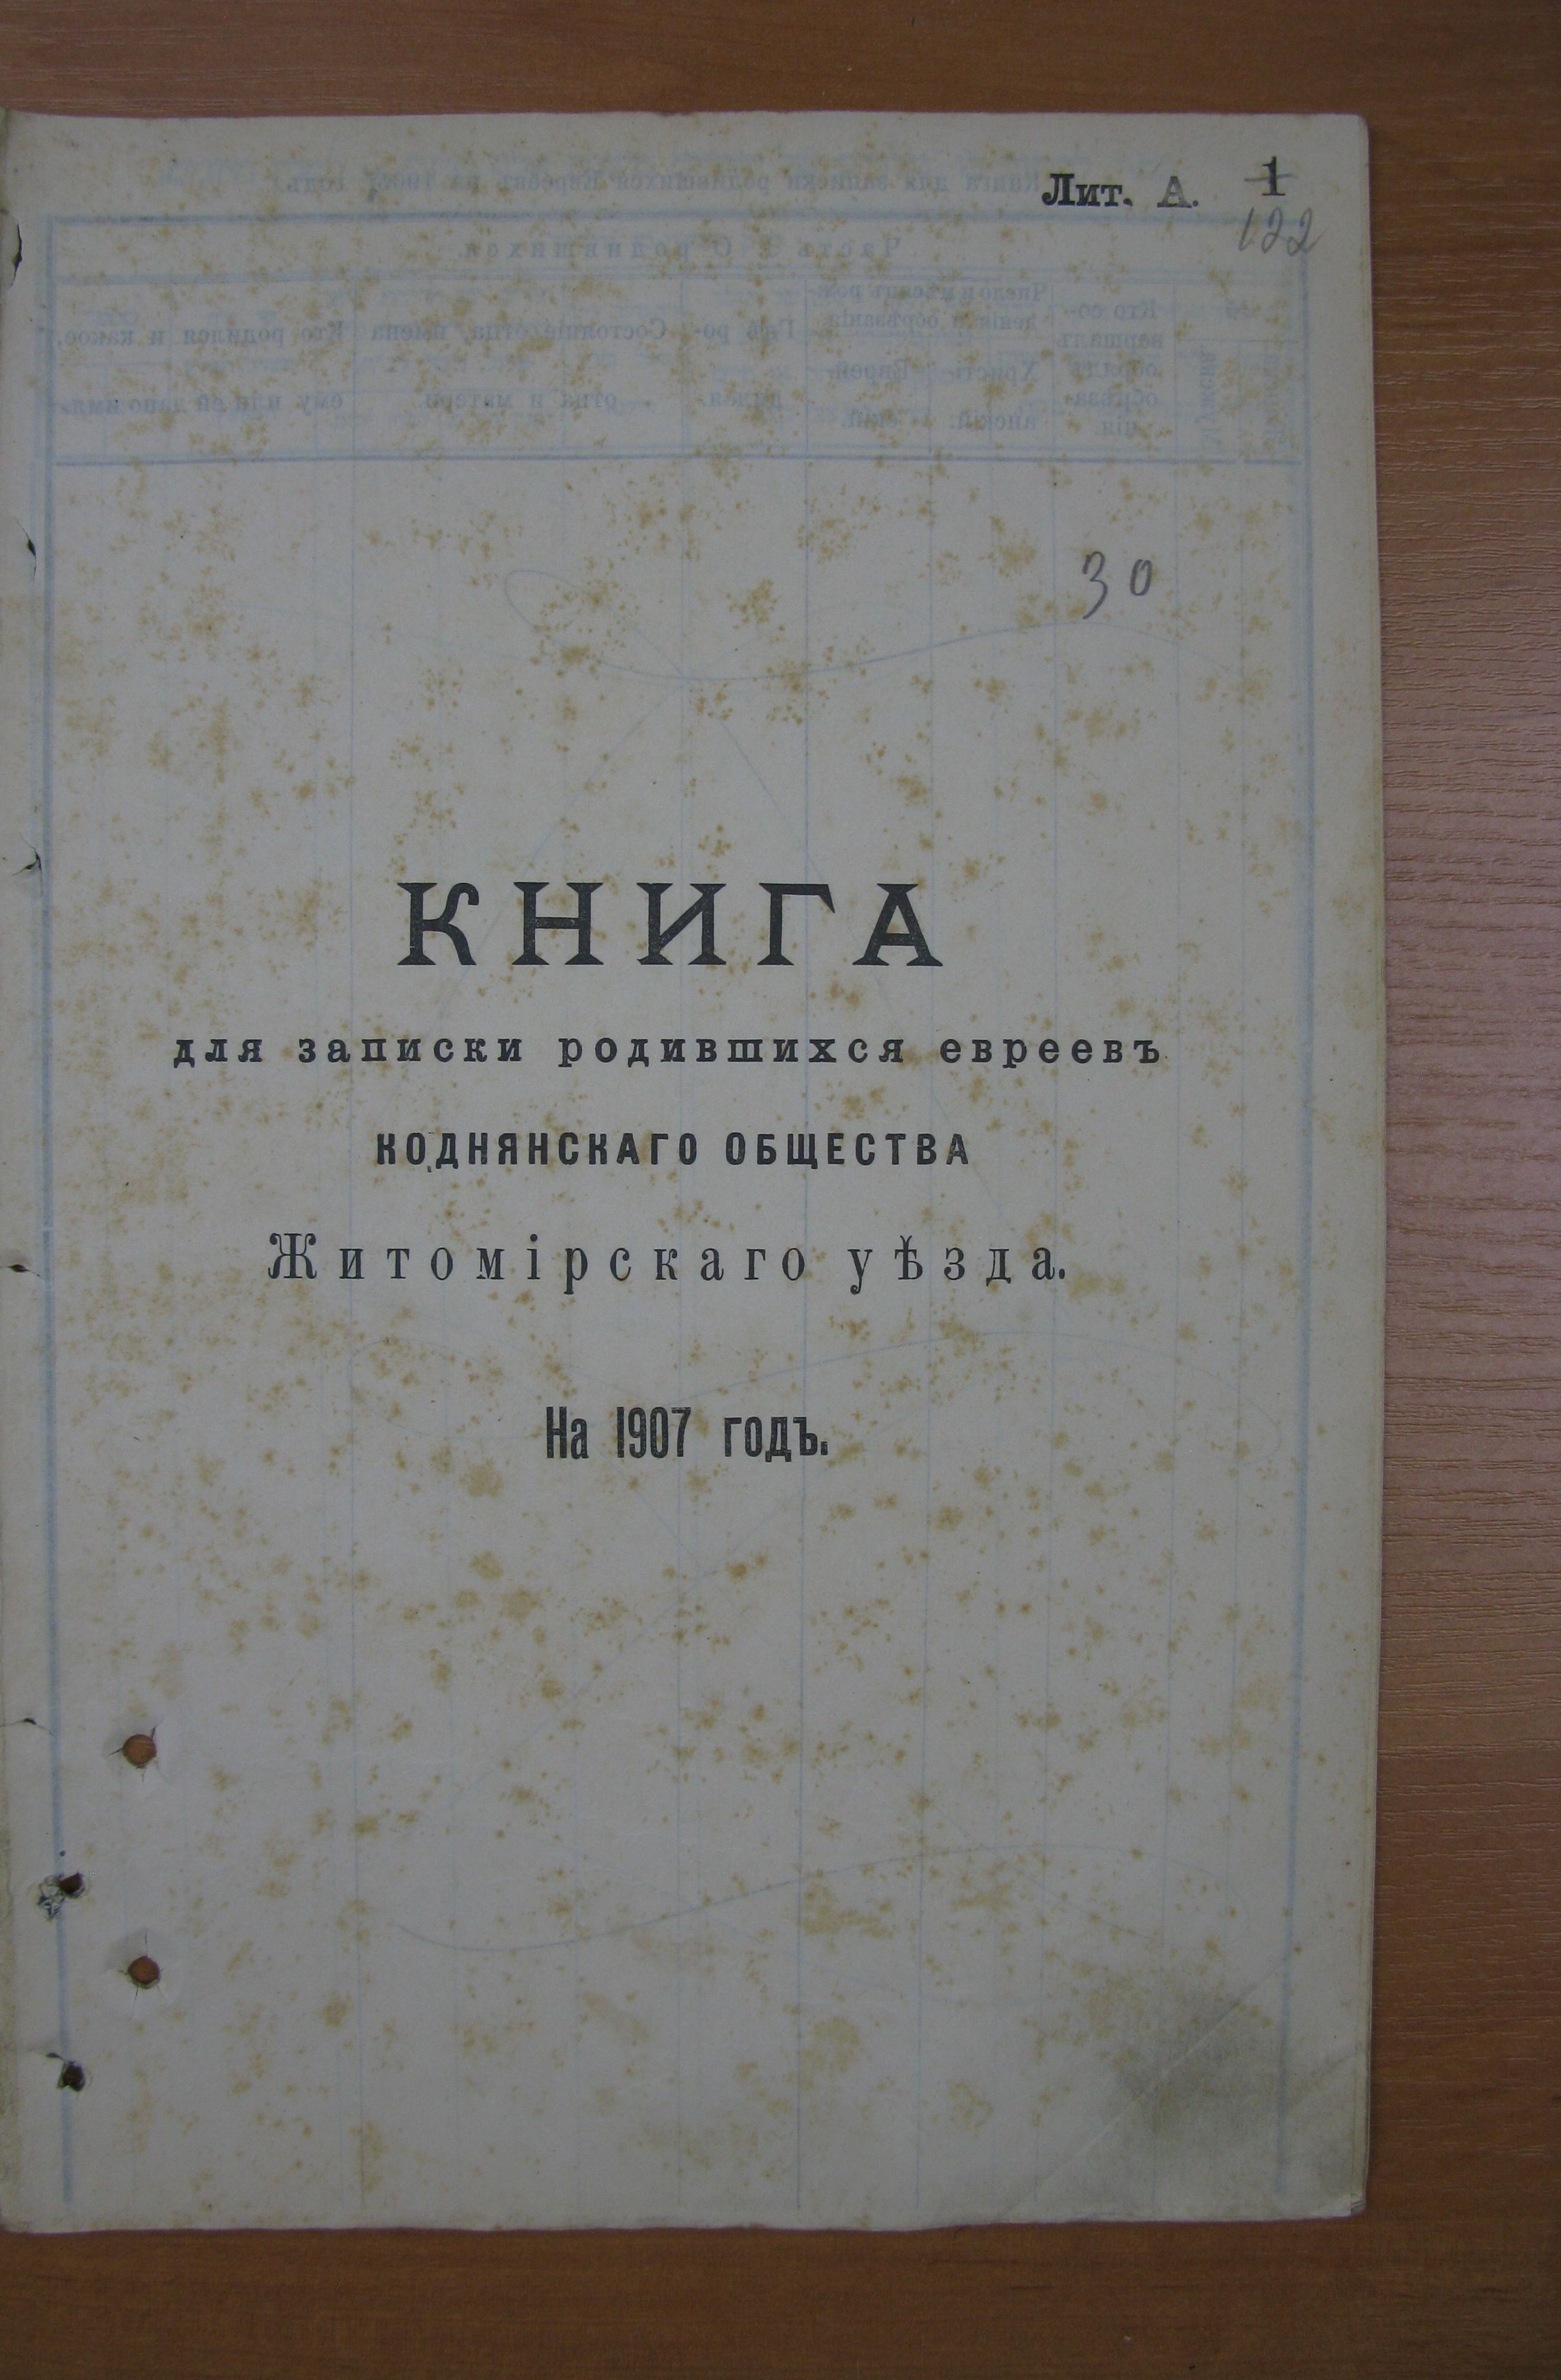 Лит. А. 1
122
30
КНИГА
для записки родившихся евреевъ
КОДНЯНСКАГО ОБЩЕСТВА
Житомірскаго уѣзда.
На 1907 годъ.